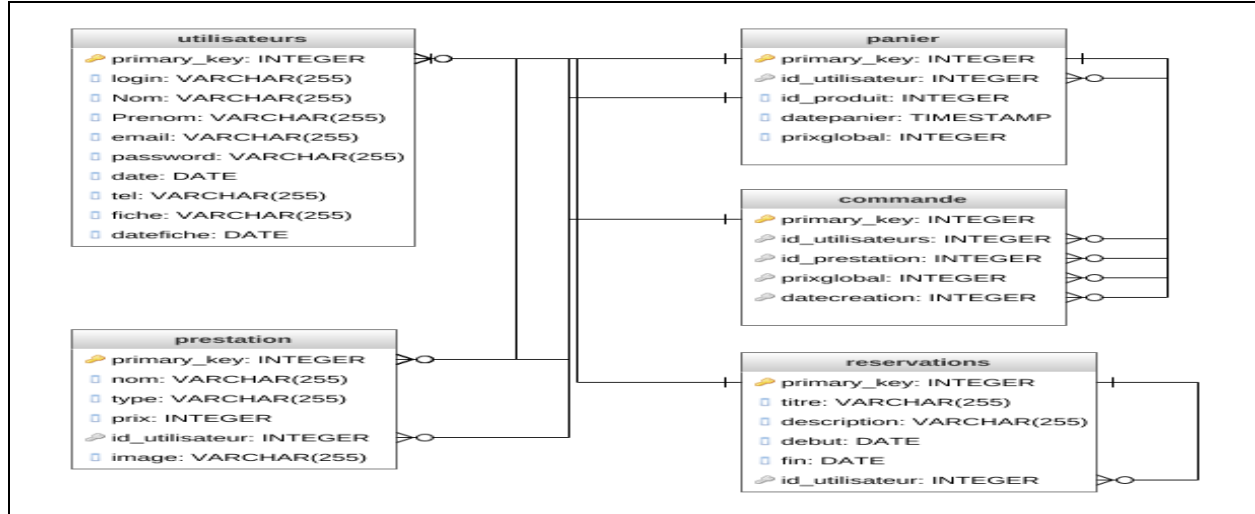 utilisateurs
primary_key: INTEGER
login: VARCHAR(255)
Nom: VARCHAR(255)
Prenom: VARCHAR(255)
email: VARCHAR(255)
password: VARCHAR(255)
date: DATE
tel: VARCHAR(255)
fiche: VARCHAR(255)
datefiche: DATE
prestation
primary_key: INTEGER
nom: VARCHAR(255)
type: VARCHAR(255)
prix: INTEGER
id_utilisateur: INTEGER
image: VARCHAR(255)
panier
primary_key: INTEGER
id_utilisateur: INTEGER
id_produit: INTEGER
datepanier: TIMESTAMP
prixglobal: INTEGER
commande
primary_key: INTEGER
id_utilisateurs: INTEGER
id_prestation: INTEGER
prixglobal: INTEGER
datecreation: INTEGER
reservations
primary_key: INTEGER
titre: VARCHAR(255)
description: VARCHAR(255)
debut: DATE
fin: DATE
id_utilisateur: INTEGER